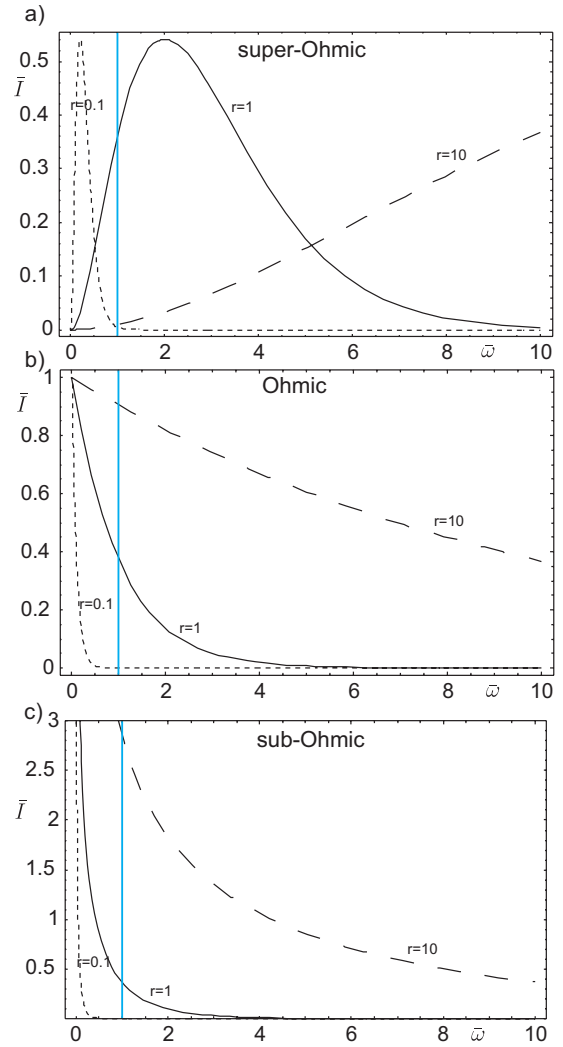 a)
super-Ohmic
0.5
Ī
r=0.1
r=1
0.4
r=10
0.3
0.2
0.1
0
0 2 4 6 8 ω̄ 10
b)
Ohmic
1
Ī
0.8
0.6
r=10
0.4
r=0.1
r=1
0.2
0
0 2 4 6 8 ω̄ 10
c)
sub-Ohmic
3
2.5
Ī
2
1.5
1
r=10
r=0.1
r=1
0.5
0 2 4 6 8 ω̄ 10